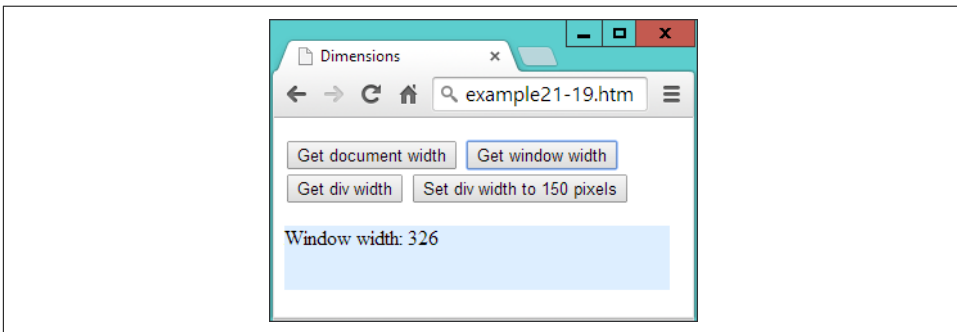 Dimensions
example21-19.htm
Get document width Get window width
Get div width Set div width to 150 pixels
Window width: 326